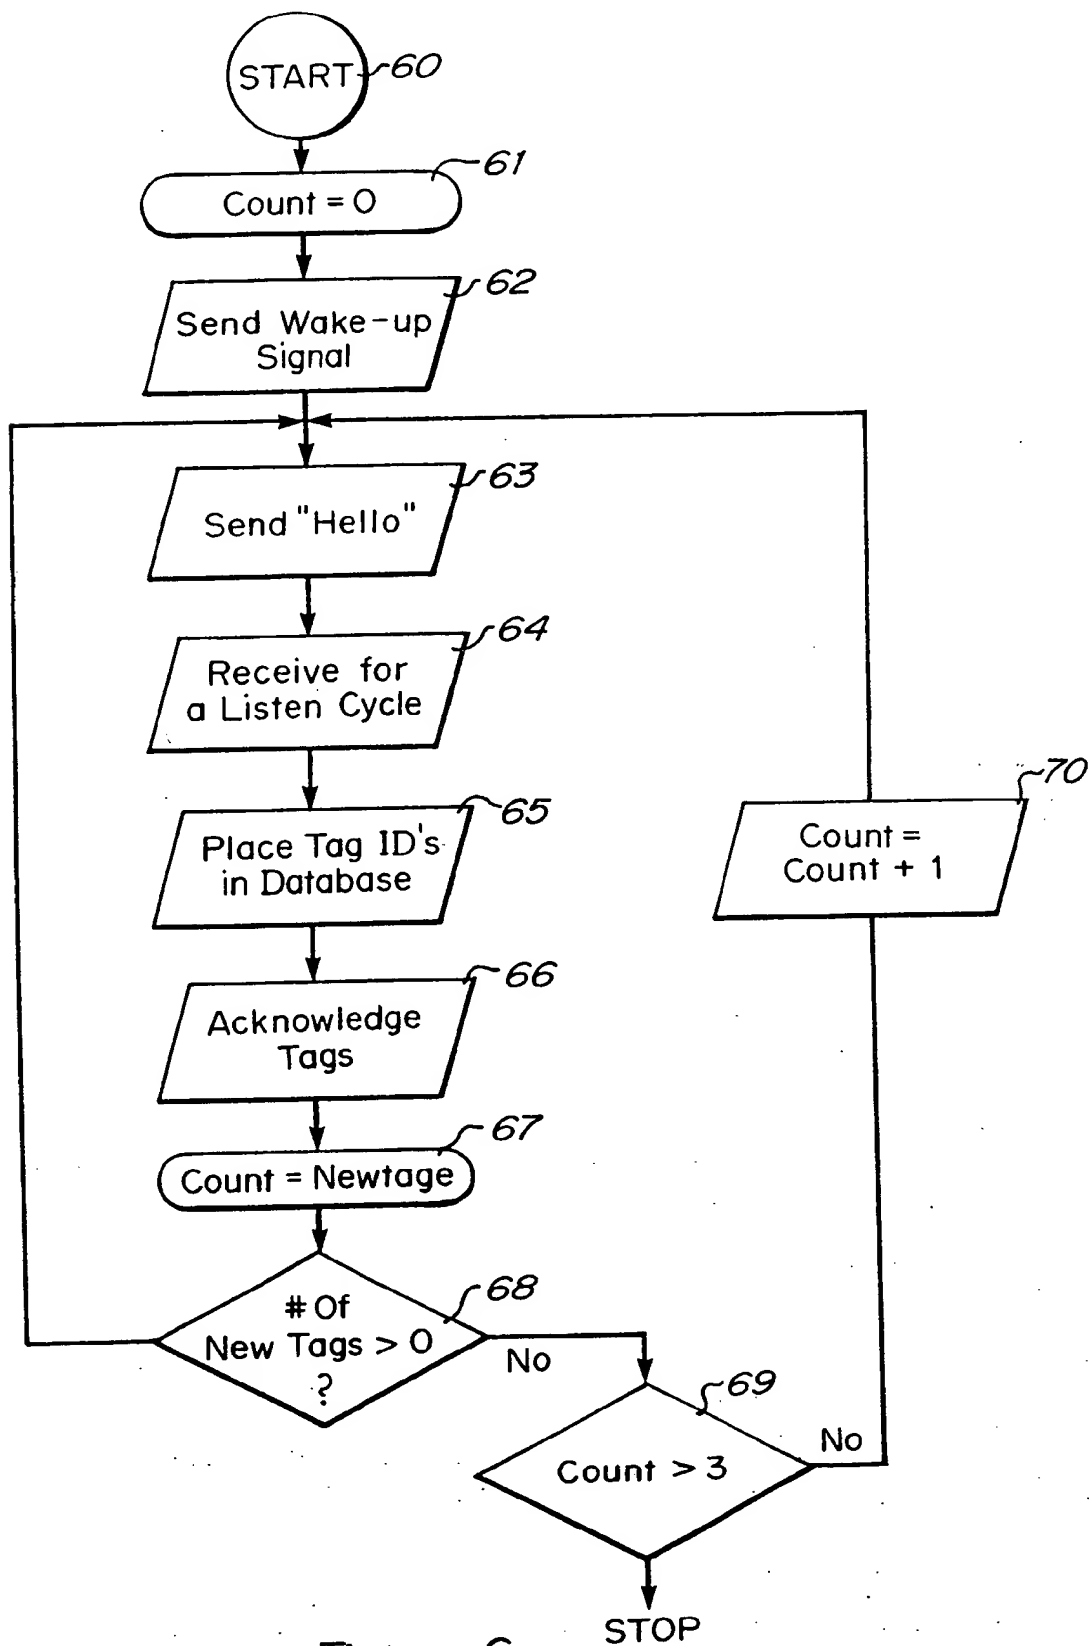 START
60
61
Count = 0
62
Send Wake-up
Signal
63
Send "Hello"
64
Receive for
a Listen Cycle
65
Place Tag ID's
in Database
66
Acknowledge
Tags
67
Count = Newtage
68
# Of
New Tags > 0
?
No
69
Count > 3
No
70
Count =
Count + 1
STOP